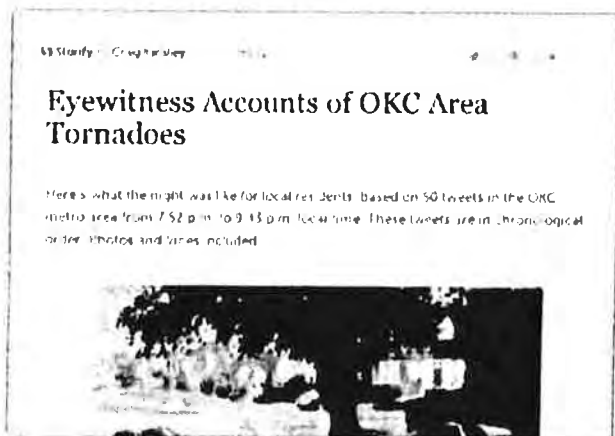 Storify
Eyewitness Accounts of OKC Area
Tornadoes
Here's what the night was like for local residents, based on 50 tweets in the OKC
metro area from 7:52 p.m. to 9:43 p.m. local time. These tweets are in chronological
order. Photos and Vines included.